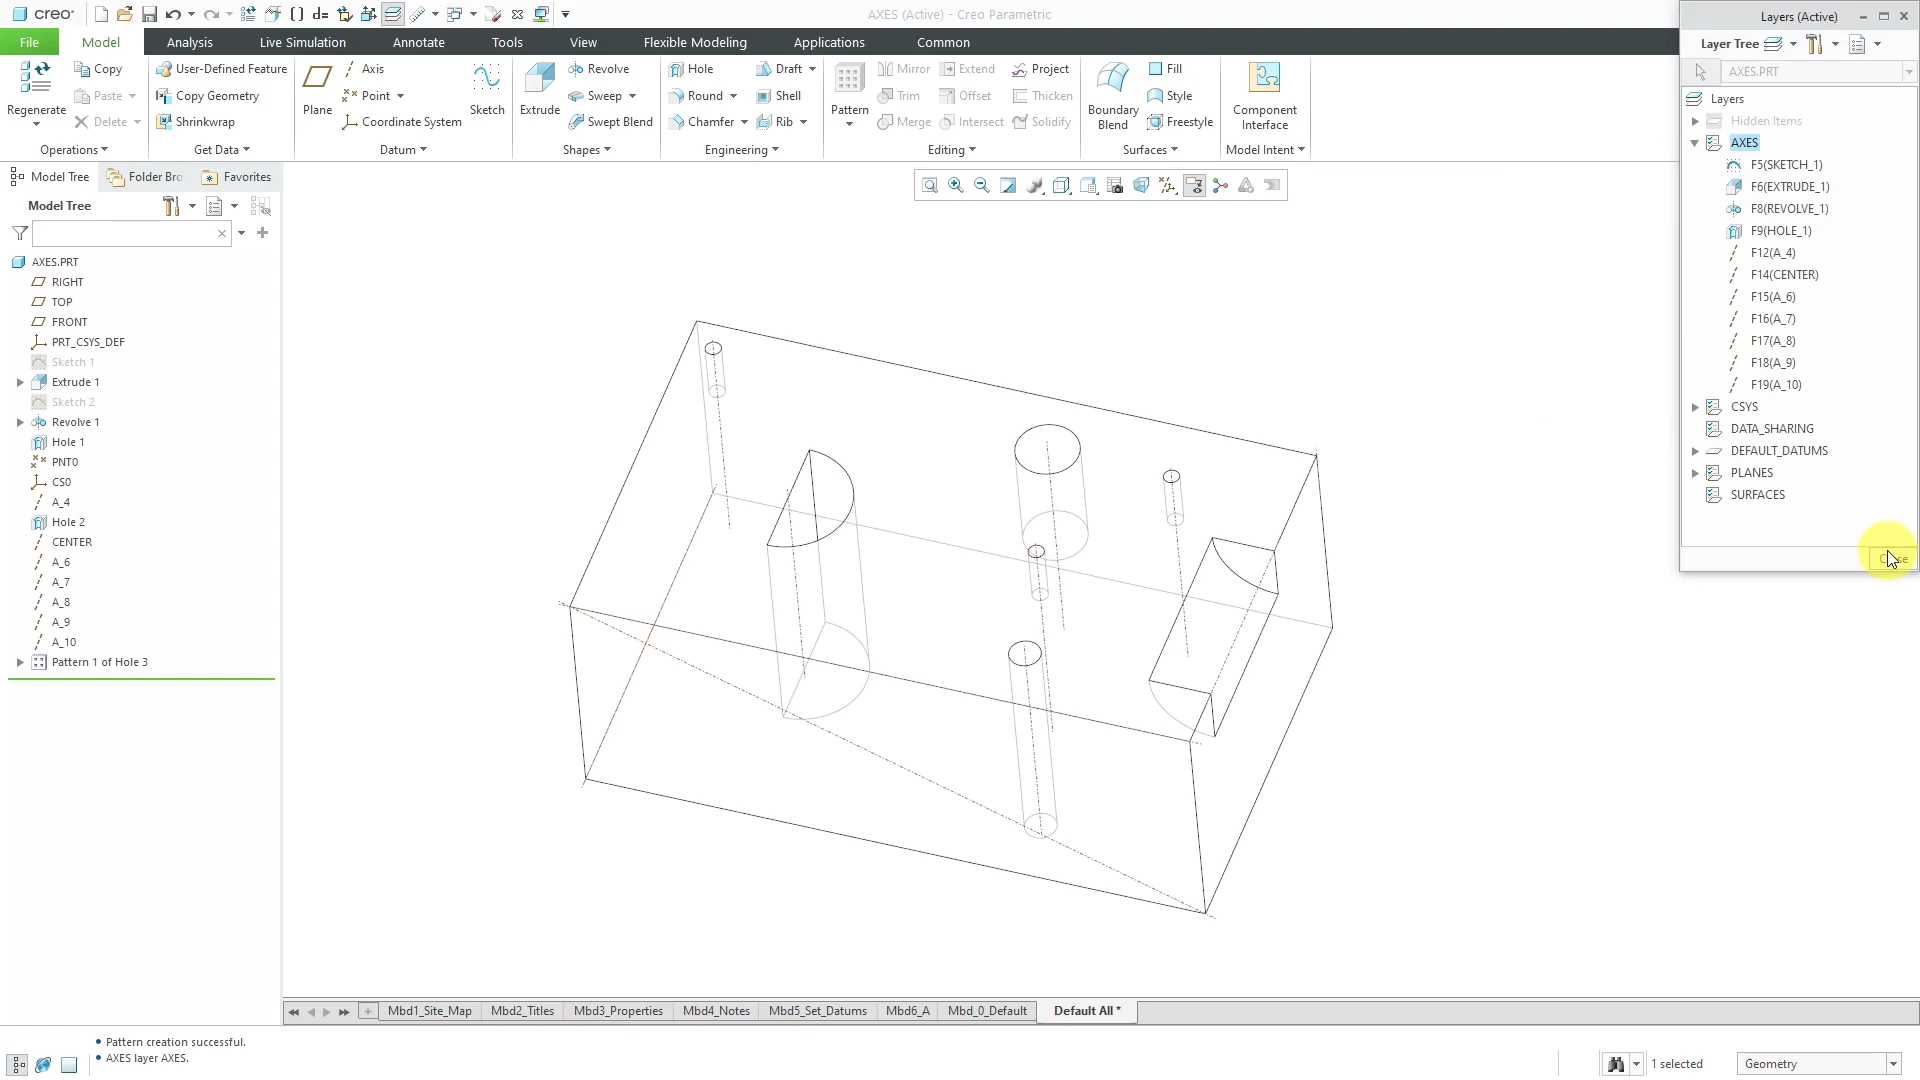 creo
AXES (Active) - Creo Parametric
Layers (Active)
File
Model
Analysis
Live Simulation
Annotate
Tools
View
Flexible Modeling
Applications
Common
Layer Tree
AXES.PRT
Regenerate
Copy
Paste
Delete
Operations
User-Defined Feature
Copy Geometry
Shrinkwrap
Get Data
Plane
Axis
Point
Coordinate System
Sketch
Datum
Extrude
Revolve
Sweep
Swept Blend
Shapes
Hole
Round
Chamfer
Draft
Shell
Rib
Engineering
Pattern
Mirror
Trim
Merge
Extend
Offset
Intersect
Project
Thicken
Solidify
Editing
Boundary
Blend
Fill
Style
Freestyle
Surfaces
Component
Interface
Model Intent
Layers
Hidden Items
AXES
F5(SKETCH_1)
F6(EXTRUDE_1)
F8(REVOLVE_1)
F9(HOLE_1)
F12(A_4)
F14(CENTER)
F15(A_6)
F16(A_7)
F17(A_8)
F18(A_9)
F19(A_10)
CSYS
DATA_SHARING
DEFAULT_DATUMS
PLANES
SURFACES
Model Tree
Folder Bro
Favorites
Model Tree
AXES.PRT
RIGHT
TOP
FRONT
PRT_CSYS_DEF
Sketch 1
Extrude 1
Sketch 2
Revolve 1
Hole 1
PNT0
CS0
A_4
Hole 2
CENTER
A_6
A_7
A_8
A_9
A_10
Pattern 1 of Hole 3
Mbd1_Site_Map
Mbd2_Titles
Mbd3_Properties
Mbd4_Notes
Mbd5_Set_Datums
Mbd6_A
Mbd_0_Default
Default All *
• Pattern creation successful.
• AXES layer AXES.
1 selected
Geometry